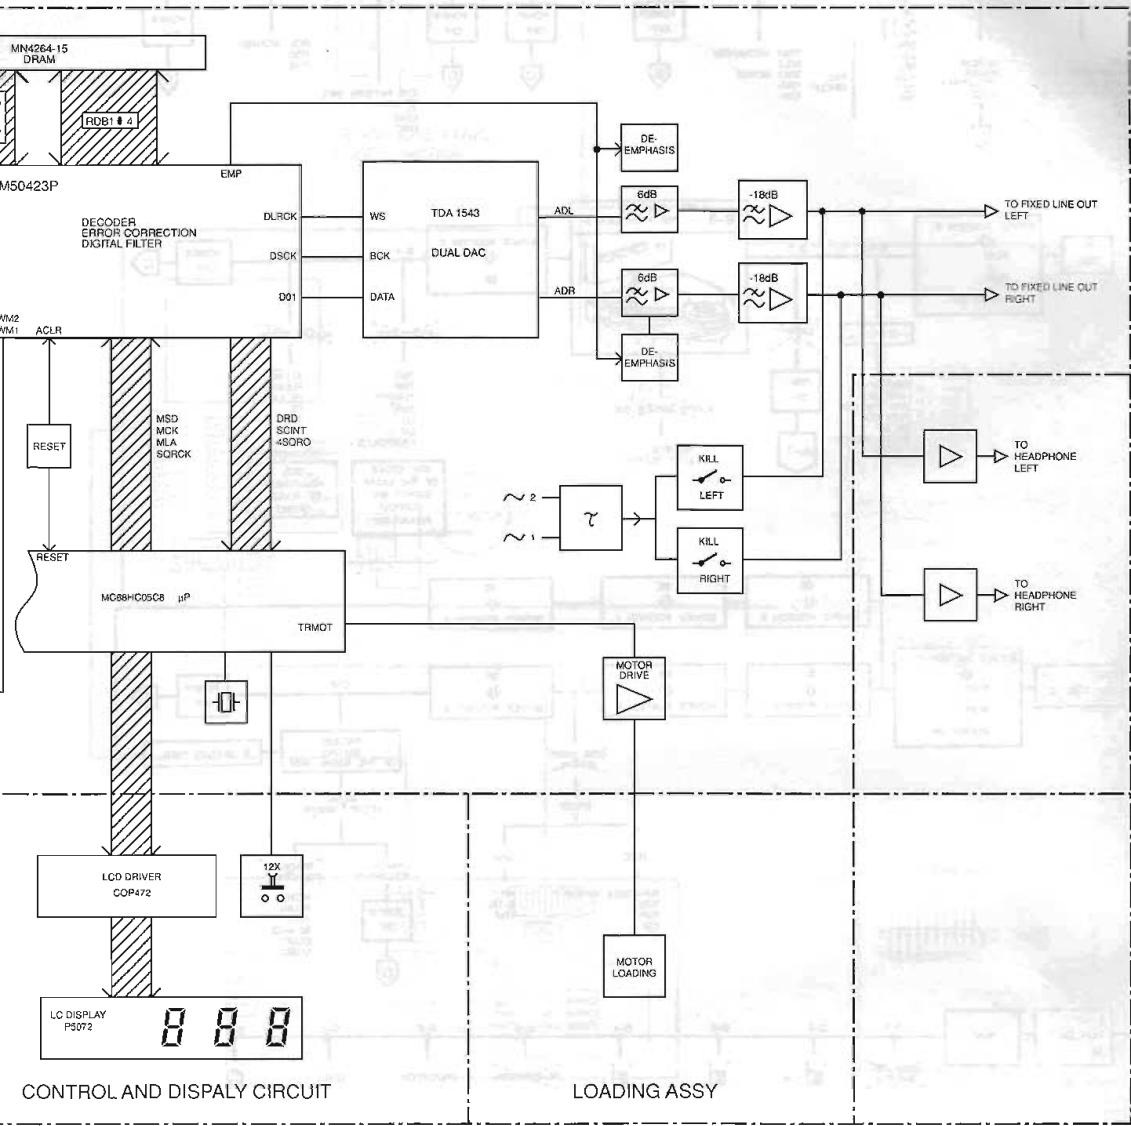 MN4264-15
DRAM
RDB1
4
M50423P
EMP
DECODER
ERROR CORRECTION
DIGITAL FILTER
DLRCK
DSCK
D01
WM2
WM1
ACLR
WS
BCK
DATA
TDA 1543
DUAL DAC
ADL
ADR
DE-
EMPHASIS
6dB
-18dB
TO FIXED LINE OUT
LEFT
6dB
-18dB
TO FIXED LINE OUT
RIGHT
DE-
EMPHASIS
RESET
MSD
MCK
MLA
SQRCK
DRD
SCINT
4SQRO
KILL
LEFT
2
1
τ
KILL
RIGHT
TO
HEADPHONE
LEFT
TO
HEADPHONE
RIGHT
RESET
MC68HC05C8 µP
TRMOT
MOTOR
DRIVE
LCD DRIVER
COP472
12X
MOTOR
LOADING
LC DISPLAY
P5072
888
CONTROL AND DISPALY CIRCUIT
LOADING ASSY